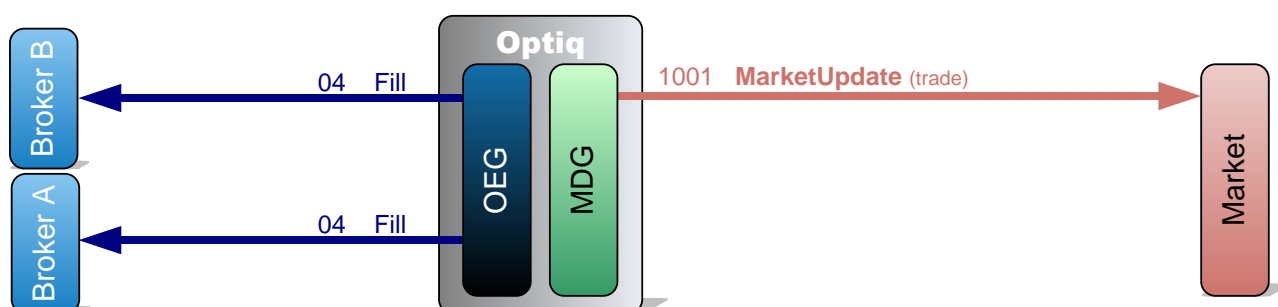 Optiq
Broker B
04 Fill
OEG
MDG
1001 MarketUpdate (trade)
Market
Broker A
04 Fill